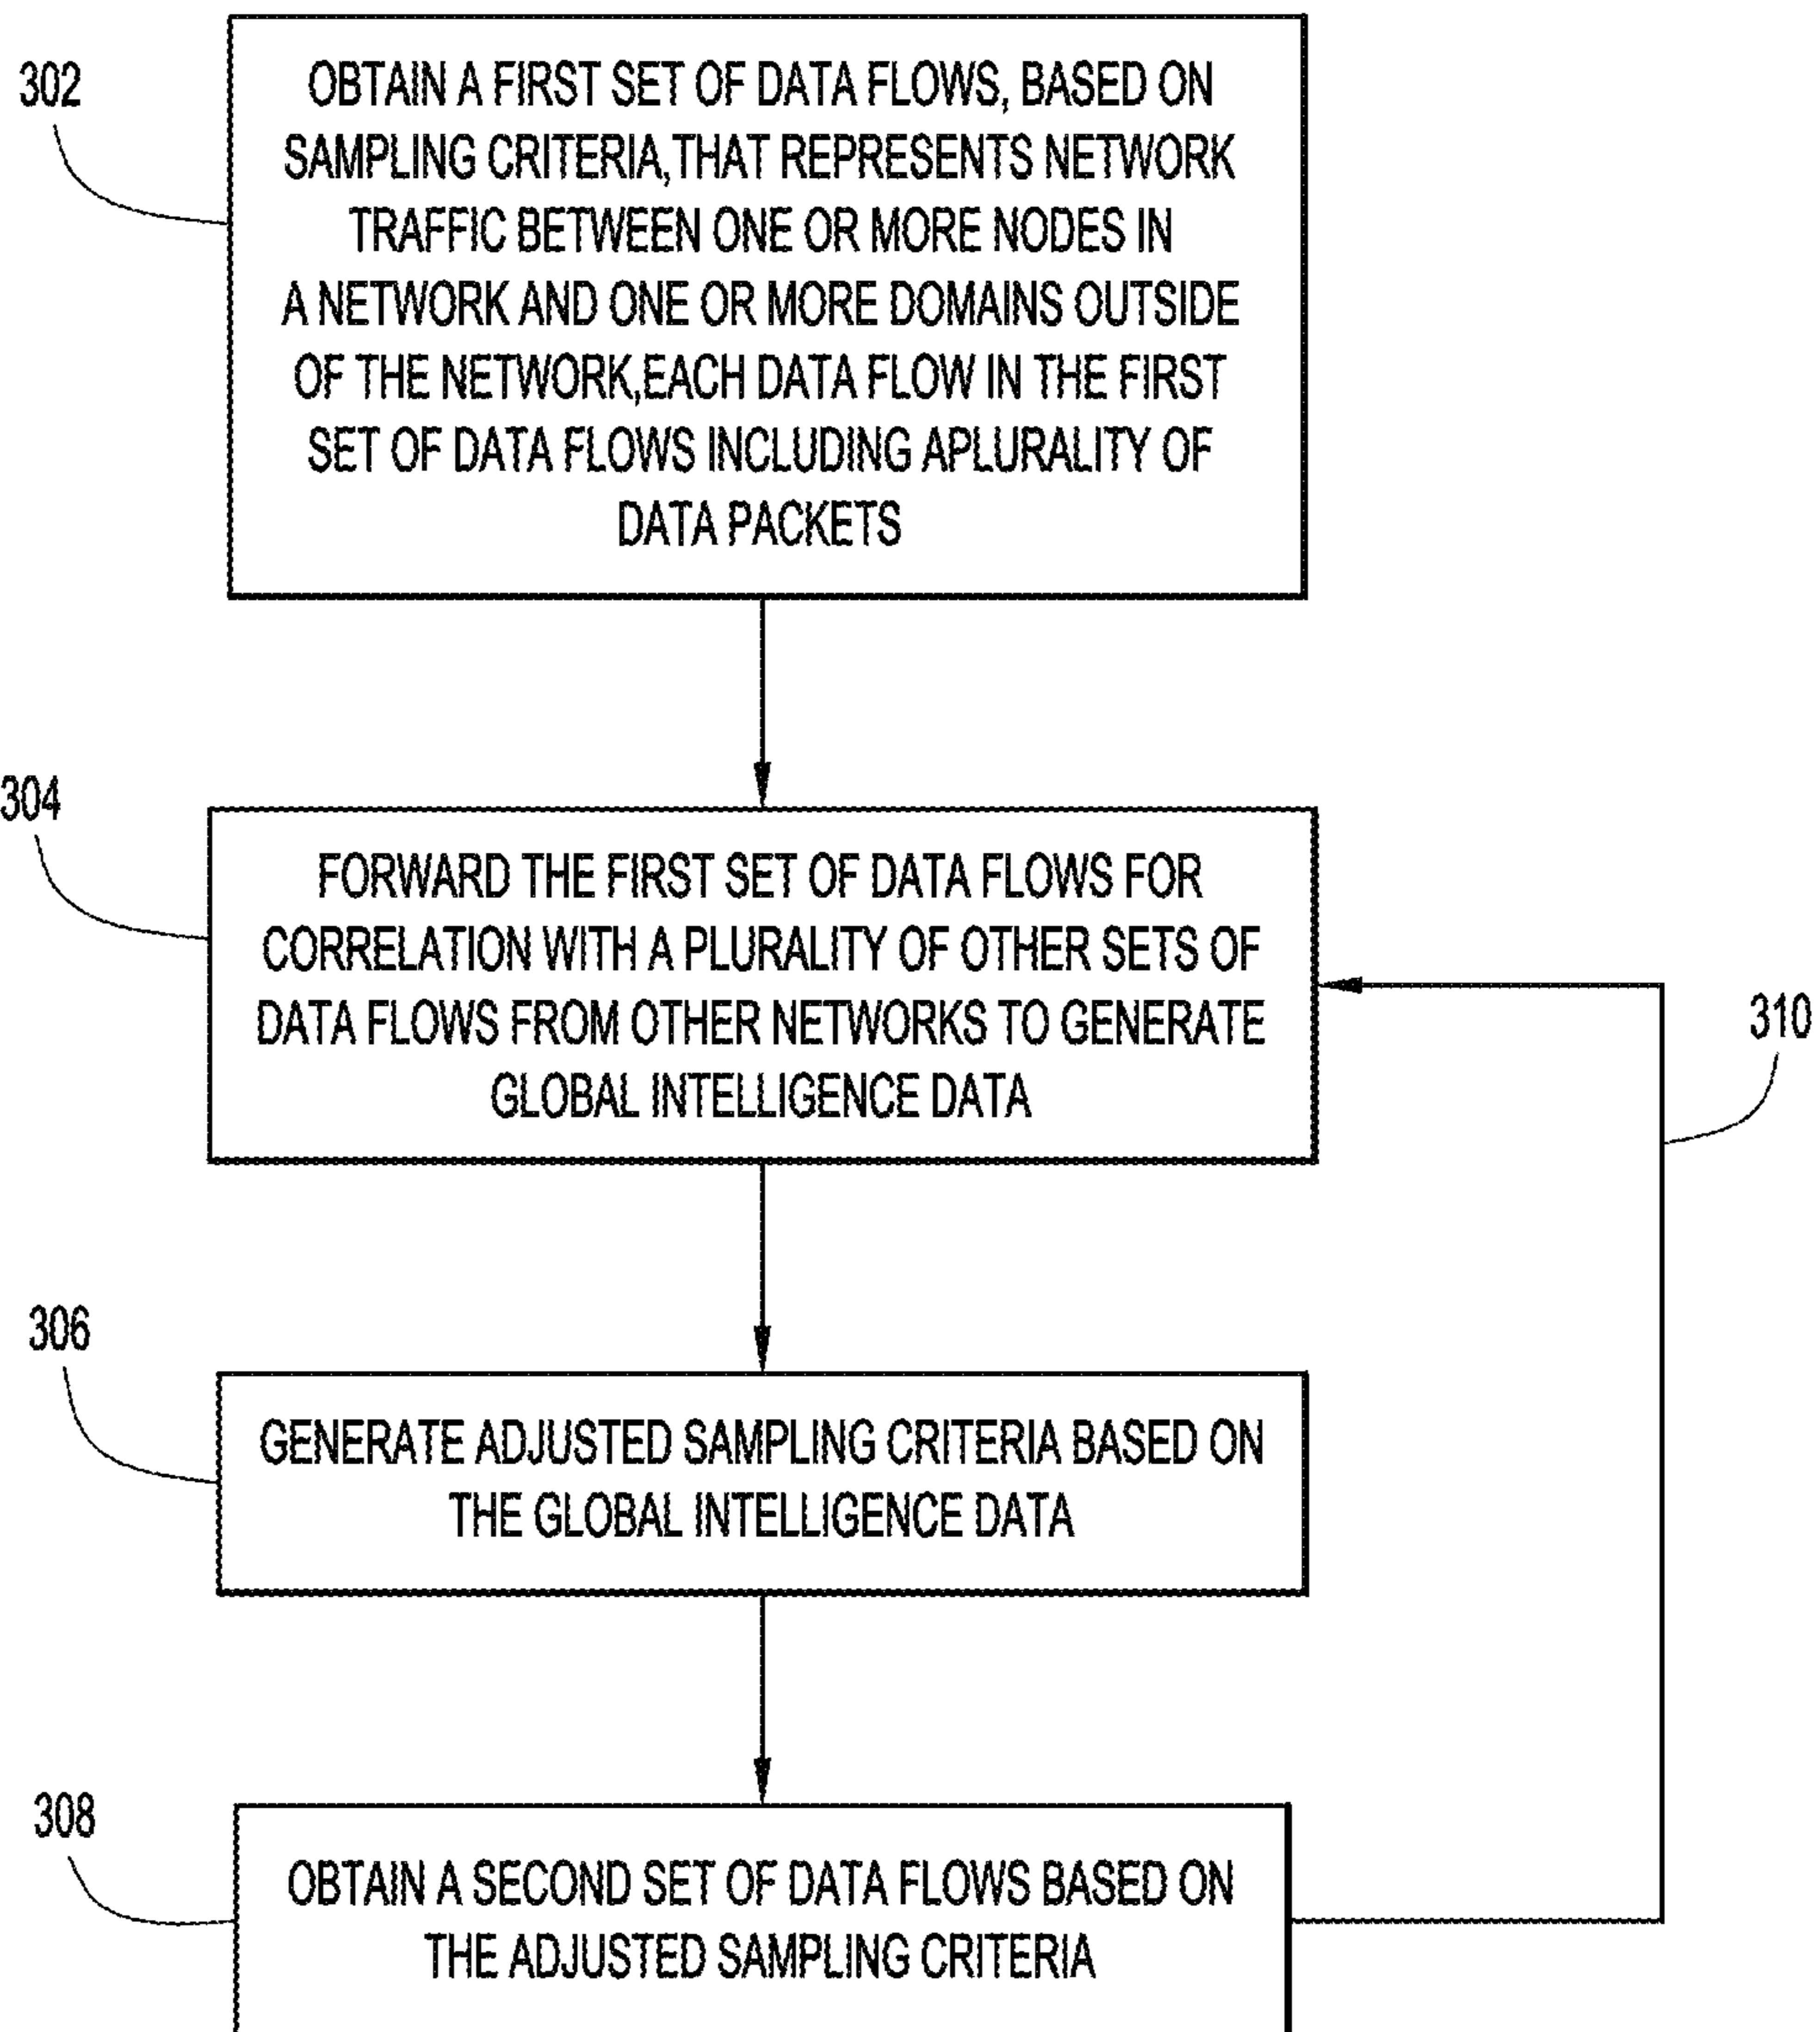 302
OBTAIN A FIRST SET OF DATA FLOWS, BASED ON
SAMPLING CRITERIA,THAT REPRESENTS NETWORK
TRAFFIC BETWEEN ONE OR MORE NODES IN
A NETWORK AND ONE OR MORE DOMAINS OUTSIDE
OF THE NETWORK,EACH DATA FLOW IN THE FIRST
SET OF DATA FLOWS INCLUDING APLURALITY OF
DATA PACKETS
304
FORWARD THE FIRST SET OF DATA FLOWS FOR
CORRELATION WITH A PLURALITY OF OTHER SETS OF
DATA FLOWS FROM OTHER NETWORKS TO GENERATE
GLOBAL INTELLIGENCE DATA
310
306
GENERATE ADJUSTED SAMPLING CRITERIA BASED ON
THE GLOBAL INTELLIGENCE DATA
308
OBTAIN A SECOND SET OF DATA FLOWS BASED ON
THE ADJUSTED SAMPLING CRITERIA